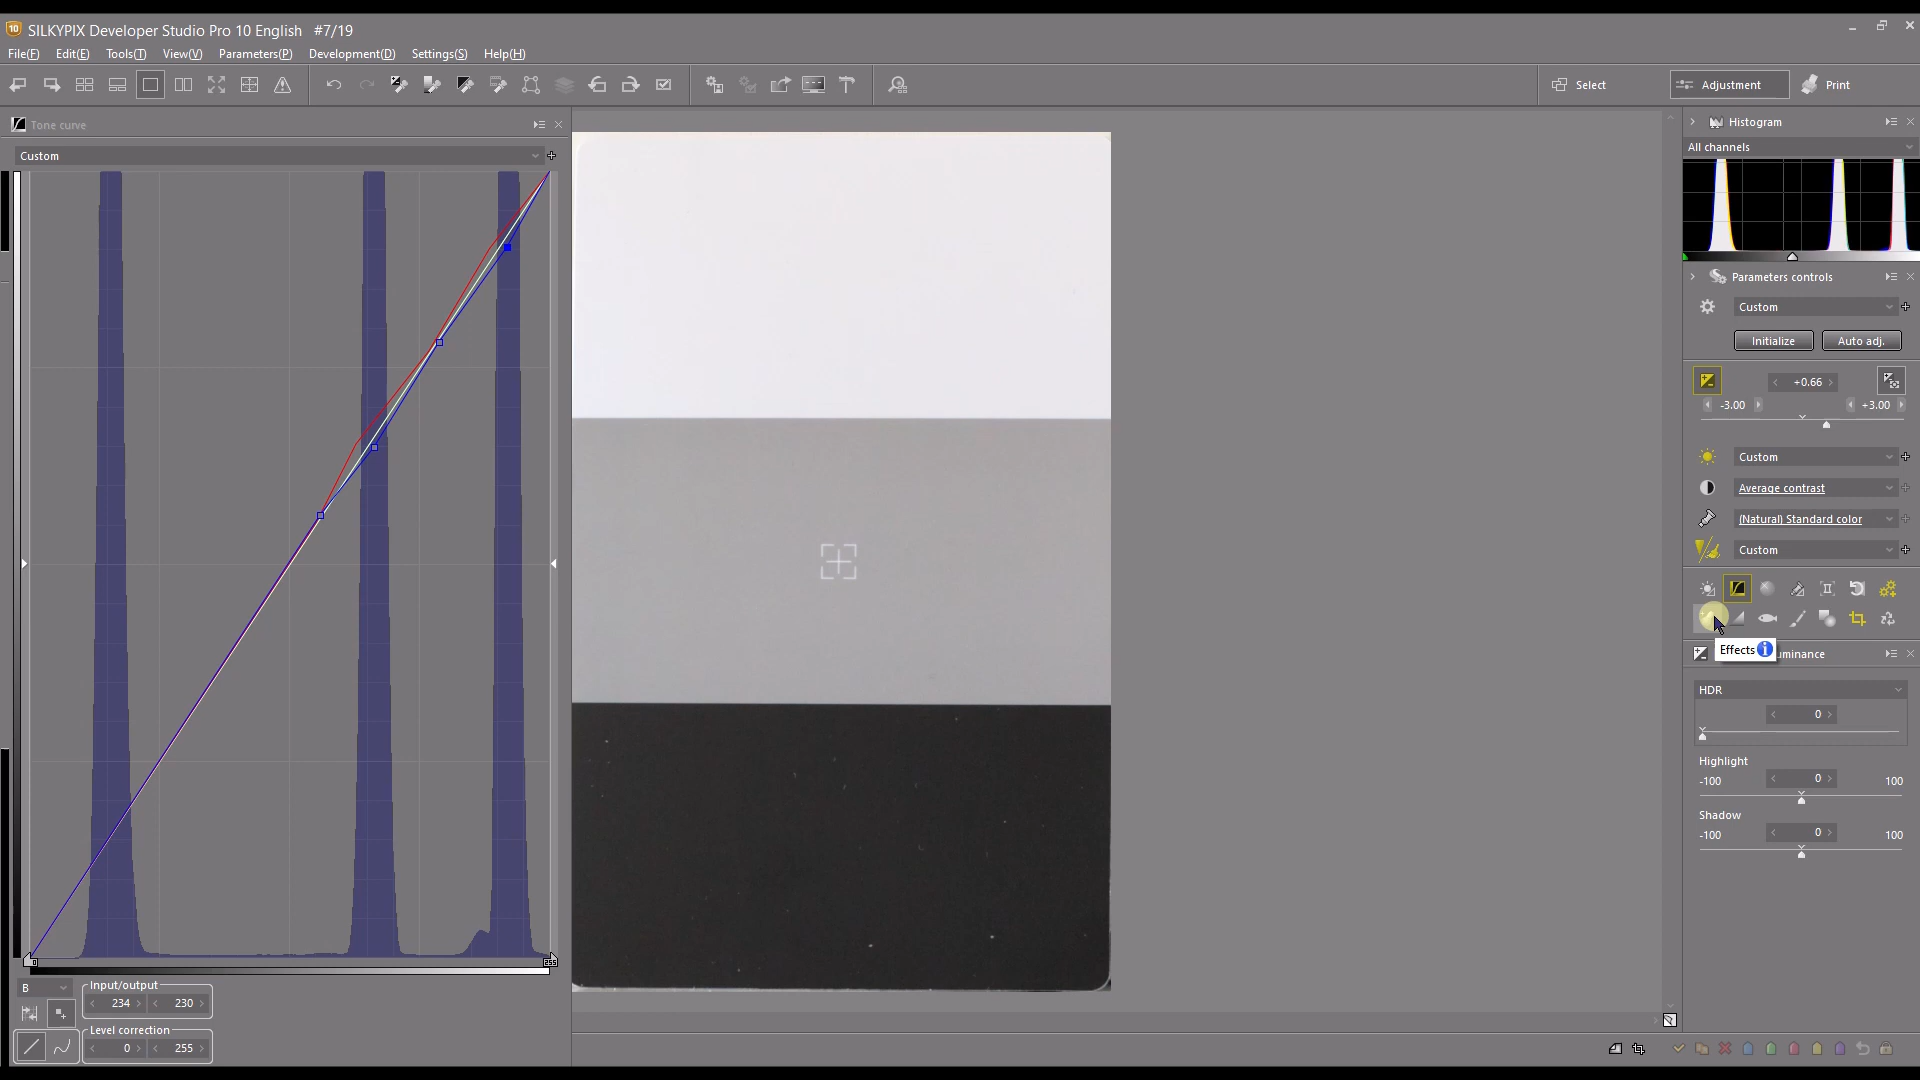 SILKYPIX Developer Studio Pro 10 English #7/19
File(F) Edit(E) Tools(T) View(V) Parameters(P) Development(D) Settings(S) Help(H)
Select Adjustment Print
Tone curve
Custom
Histogram
All channels
Parameters controls
Custom
Initialize Auto adj.
+0.66
-3.00 +3.00
Custom
Average contrast
(Natural) Standard color
Custom
Effects
uminance
HDR
0
Highlight
-100 0 100
Shadow
-100 0 100
0 255
B Input/output
234 230
Level correction
0 255